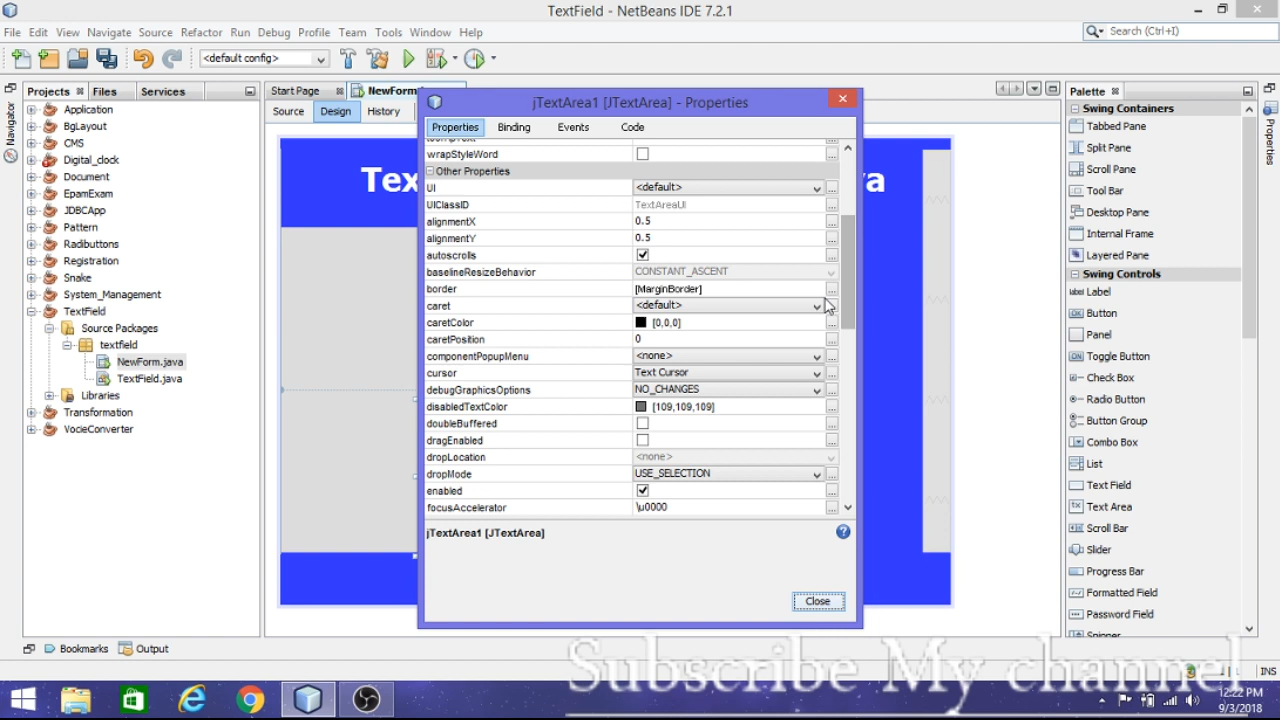 TextField - NetBeans IDE 7.2.1
File Edit View Navigate Source Refactor Run Debug Profile Team Tools Window Help
Search (Ctrl+I)
<default config>
Projects Files Services
Start Page NewForm
Source Design History
Navigator
Application
BgLayout
CMS
Digital_clock
Document
EpamExam
JDBCApp
Pattern
Radibuttons
Registration
Snake
System_Management
TextField
Source Packages
textfield
NewForm.java
TextField.java
Libraries
Transformation
VocieConverter
Tex
va
jTextArea1 [JTextArea] - Properties
Properties Binding Events Code
wrapStyleWord
Other Properties
UI <default>
UIClassID TextAreaUI
alignmentX 0.5
alignmentY 0.5
autoscrolls
baselineResizeBehavior CONSTANT_ASCENT
border [MarginBorder]
caret <default>
caretColor [0,0,0]
caretPosition 0
componentPopupMenu <none>
cursor Text Cursor
debugGraphicsOptions NO_CHANGES
disabledTextColor [109,109,109]
doubleBuffered
dragEnabled
dropLocation <none>
dropMode USE_SELECTION
enabled
focusAccelerator \u0000
jTextArea1 [JTextArea]
Close
Palette
Swing Containers
Tabbed Pane
Split Pane
Scroll Pane
Tool Bar
Desktop Pane
Internal Frame
Layered Pane
Swing Controls
label Label
OK Button
Panel
ON Toggle Button
Check Box
Radio Button
Button Group
Combo Box
List
Text Field
Text Area
Scroll Bar
Slider
Progress Bar
Formatted Field
Password Field
Spinner
Properties
Bookmarks Output
INS
Subscribe My channel
12:22 PM
9/3/2018